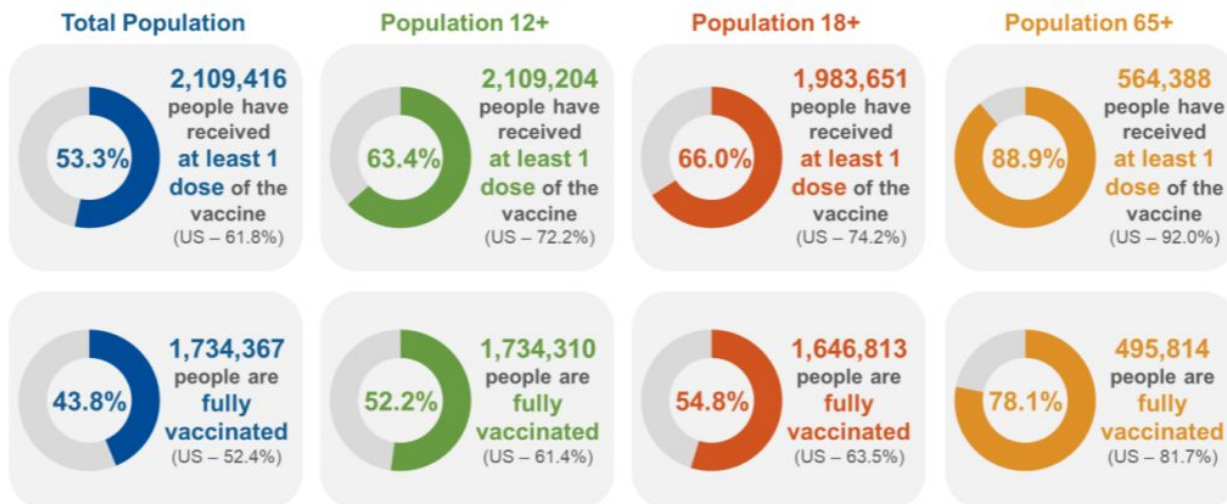 Total Population
53.3%
2,109,416
people have
received
at least 1
dose of the
vaccine
(US – 61.8%)
43.8%
1,734,367
people are
fully
vaccinated
(US – 52.4%)
Population 12+
63.4%
2,109,204
people have
received
at least 1
dose of the
vaccine
(US – 72.2%)
52.2%
1,734,310
people are
fully
vaccinated
(US – 61.4%)
Population 18+
66.0%
1,983,651
people have
received
at least 1
dose of the
vaccine
(US – 74.2%)
54.8%
1,646,813
people are
fully
vaccinated
(US – 63.5%)
Population 65+
88.9%
564,388
people have
received
at least 1
dose of the
vaccine
(US – 92.0%)
78.1%
495,814
people are
fully
vaccinated
(US – 81.7%)